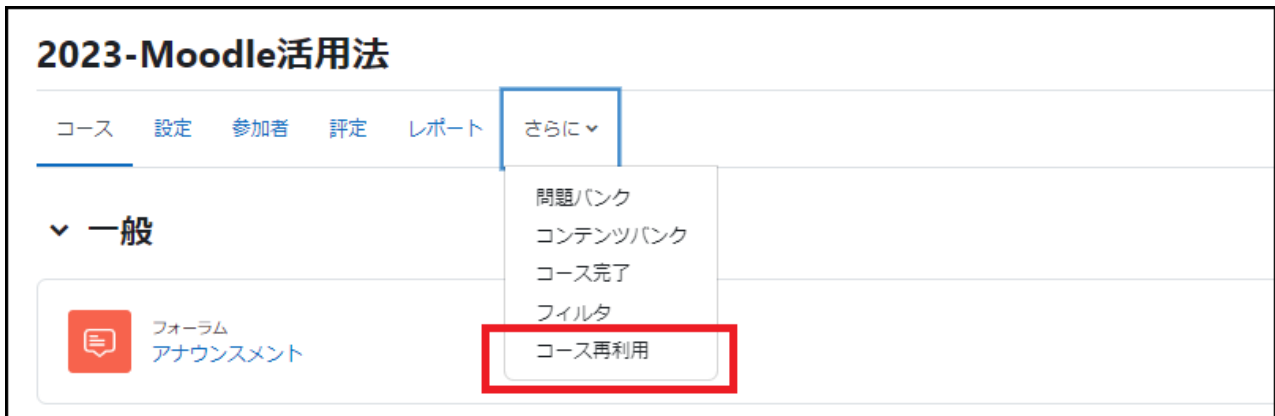 2023-Moodle活用法
コース 設定 参加者 評定 レポート さらに
問題バンク
コンテンツバンク
コース完了
フィルタ
コース再利用
一般
フォーラム
アナウンスメント